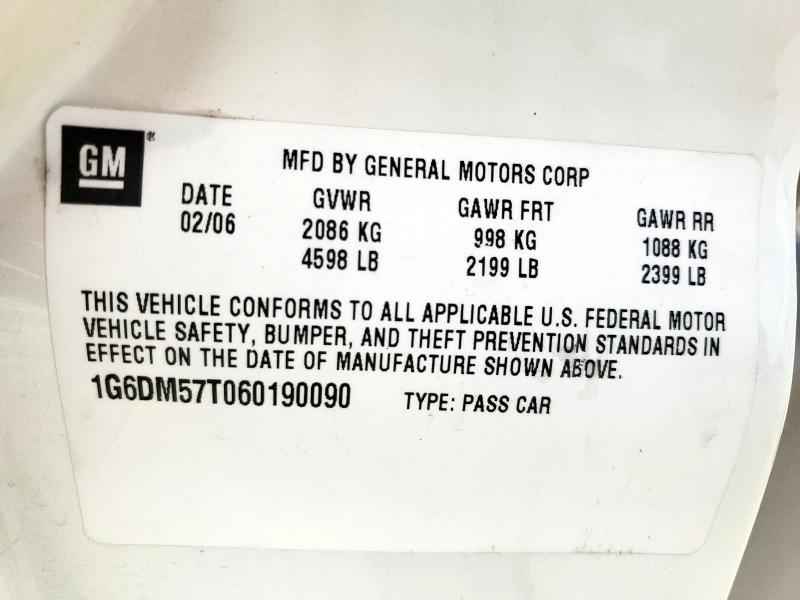 GM®
MFD BY GENERAL MOTORS CORP
DATE GVWR GAWR FRT GAWR RR
02/06 2086 KG 998 KG 1088 KG
4598 LB 2199 LB 2399 LB
THIS VEHICLE CONFORMS TO ALL APPLICABLE U.S. FEDERAL MOTOR
VEHICLE SAFETY, BUMPER, AND THEFT PREVENTION STANDARDS IN
EFFECT ON THE DATE OF MANUFACTURE SHOWN ABOVE.
1G6DM57T060190090 TYPE: PASS CAR